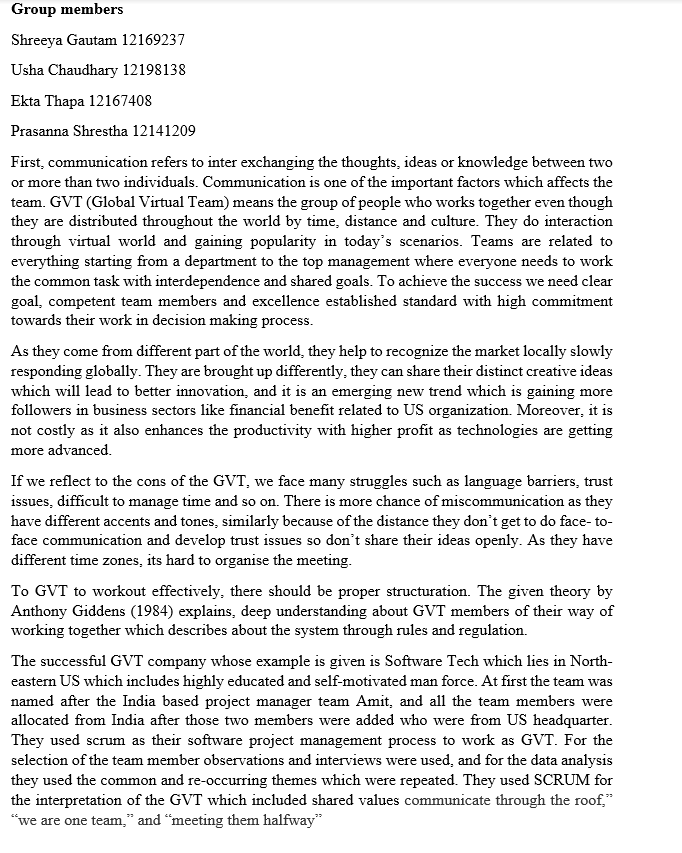 Group members
Shreeya Gautam 12169237
Usha Chaudhary 12198138
Ekta Thapa 12167408
Prasanna Shrestha 12141209
First, communication refers to inter exchanging the thoughts, ideas or knowledge between two
or more than two individuals. Communication is one of the important factors which affects the
team. GVT (Global Virtual Team) means the group of people who works together even though
they are distributed throughout the world by time, distance and culture. They do interaction
through virtual world and gaining popularity in today's scenarios. Teams are related to
everything starting from a department to the top management where everyone needs to work
the common task with interdependence and shared goals. To achieve the success we need clear
goal, competent team members and excellence established standard with high commitment
towards their work in decision making process.
As they come from different part of the world, they help to recognize the market locally slowly
responding globally. They are brought up differently, they can share their distinct creative ideas
which will lead to better innovation, and it is an emerging new trend which is gaining more
followers in business sectors like financial benefit related to US organization. Moreover, it is
not costly as it also enhances the productivity with higher profit as technologies are getting
more advanced.
If we reflect to the cons of the GVT, we face many struggles such as language barriers, trust
issues, difficult to manage time and so on. There is more chance of miscommunication as they
have different accents and tones, similarly because of the distance they don't get to do face- to-
face communication and develop trust issues so don't share their ideas openly. As they have
different time zones, its hard to organise the meeting.
To GVT to workout effectively, there should be proper structuration. The given theory by
Anthony Giddens (1984) explains, deep understanding about GVT members of their way of
working together which describes about the system through rules and regulation.
The successful GVT company whose example is given is Software Tech which lies in North-
eastern US which includes highly educated and self-motivated man force. At first the team was
named after the India based project manager team Amit, and all the team members were
allocated from India after those two members were added who were from US headquarter.
They used scrum as their software project management process to work as GVT. For the
selection of the team member observations and interviews were used, and for the data analysis
they used the common and re-occurring themes which were repeated. They used SCRUM for
the interpretation of the GVT which included shared values communicate through the roof,”
“we are one team,” and “meeting them halfway”